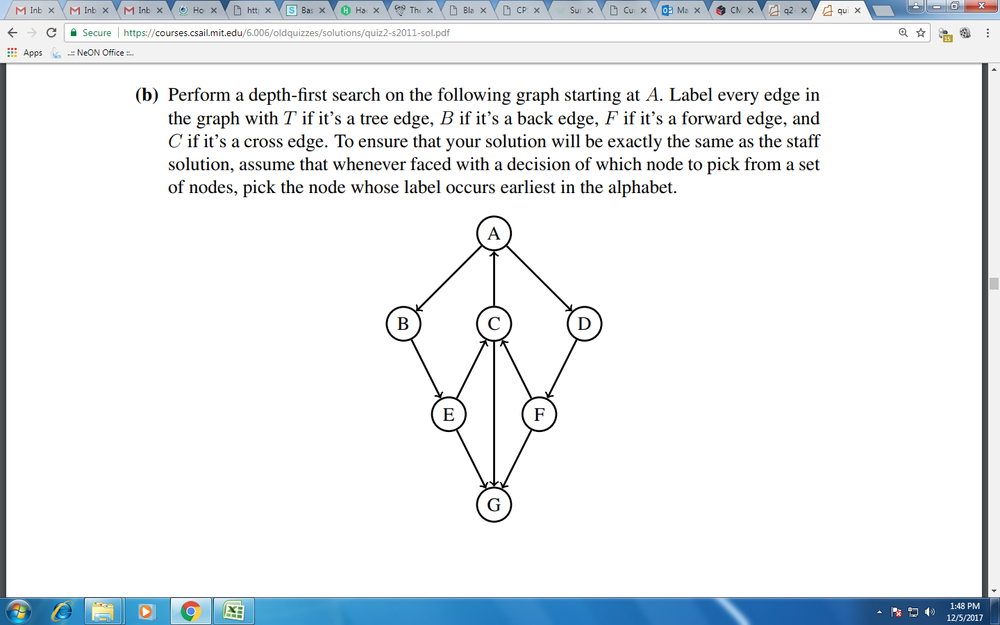 Inb Inb Inb Ho htt Bas Hac The Bla CP Sur Cu Ma CM q2- qui
Secure https://courses.csail.mit.edu/6.006/oldquizzes/solutions/quiz2-s2011-sol.pdf
15
Apps ..:: NeON Office ::..
(b) Perform a depth-first search on the following graph starting at A. Label every edge in
the graph with T if it's a tree edge, B if it's a back edge, F if it's a forward edge, and
C if it's a cross edge. To ensure that your solution will be exactly the same as the staff
solution, assume that whenever faced with a decision of which node to pick from a set
of nodes, pick the node whose label occurs earliest in the alphabet.
A
B C D
E F
G
1:48 PM
12/5/2017